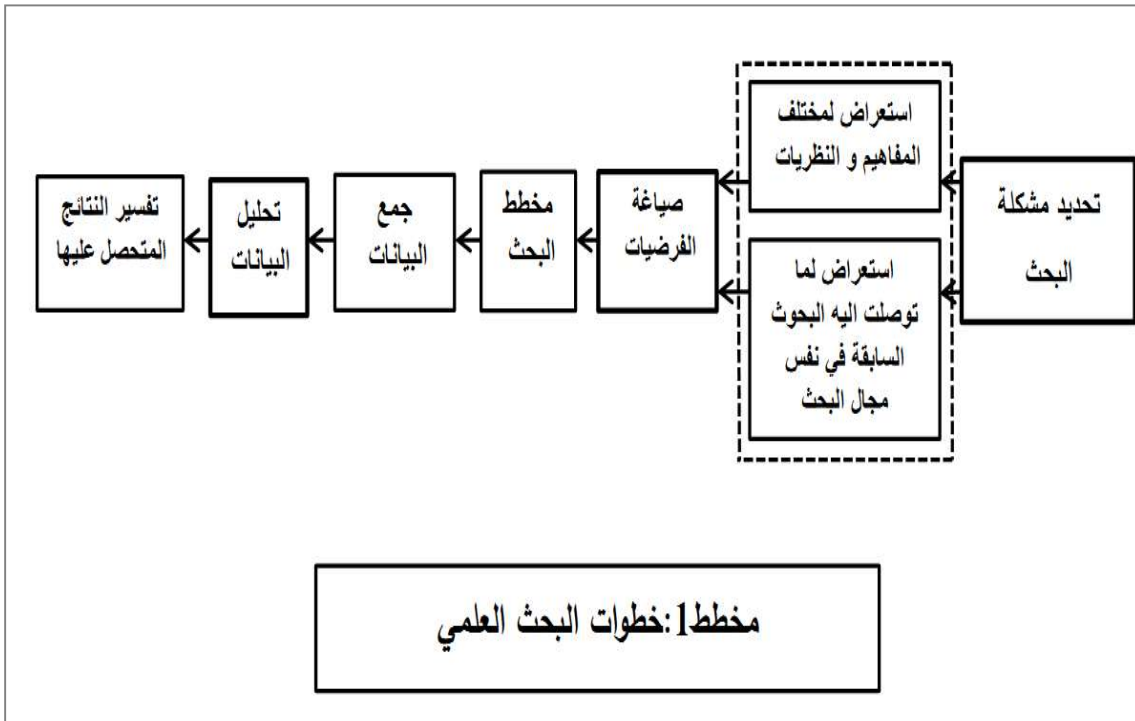 تحديد مشكلة
البحث
استعراض لمختلف
المفاهيم و النظريات
استعراض لما
توصلت اليه البحوث
السابقة في نفس
مجال البحث
صياغة
الفرضيات
مخطط
البحث
جمع
البيانات
تحليل
البيانات
تفسير النتائج
المتحصل عليها
مخطط1:خطوات البحث العلمي